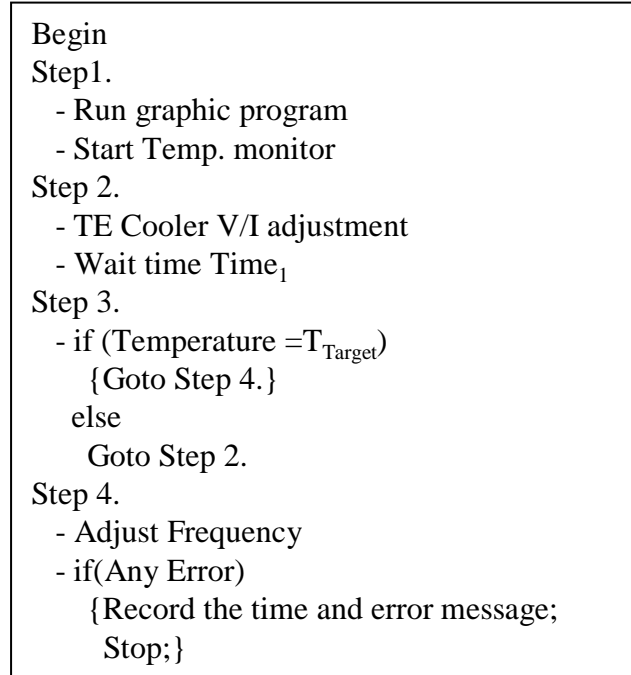 Begin
Step1.
- Run graphic program
- Start Temp. monitor
Step 2.
- TE Cooler V/I adjustment
- Wait time Time₁
Step 3.
- if (Temperature =T_Target)
{Goto Step 4.}
else
Goto Step 2.
Step 4.
- Adjust Frequency
- if(Any Error)
{Record the time and error message;
Stop;}